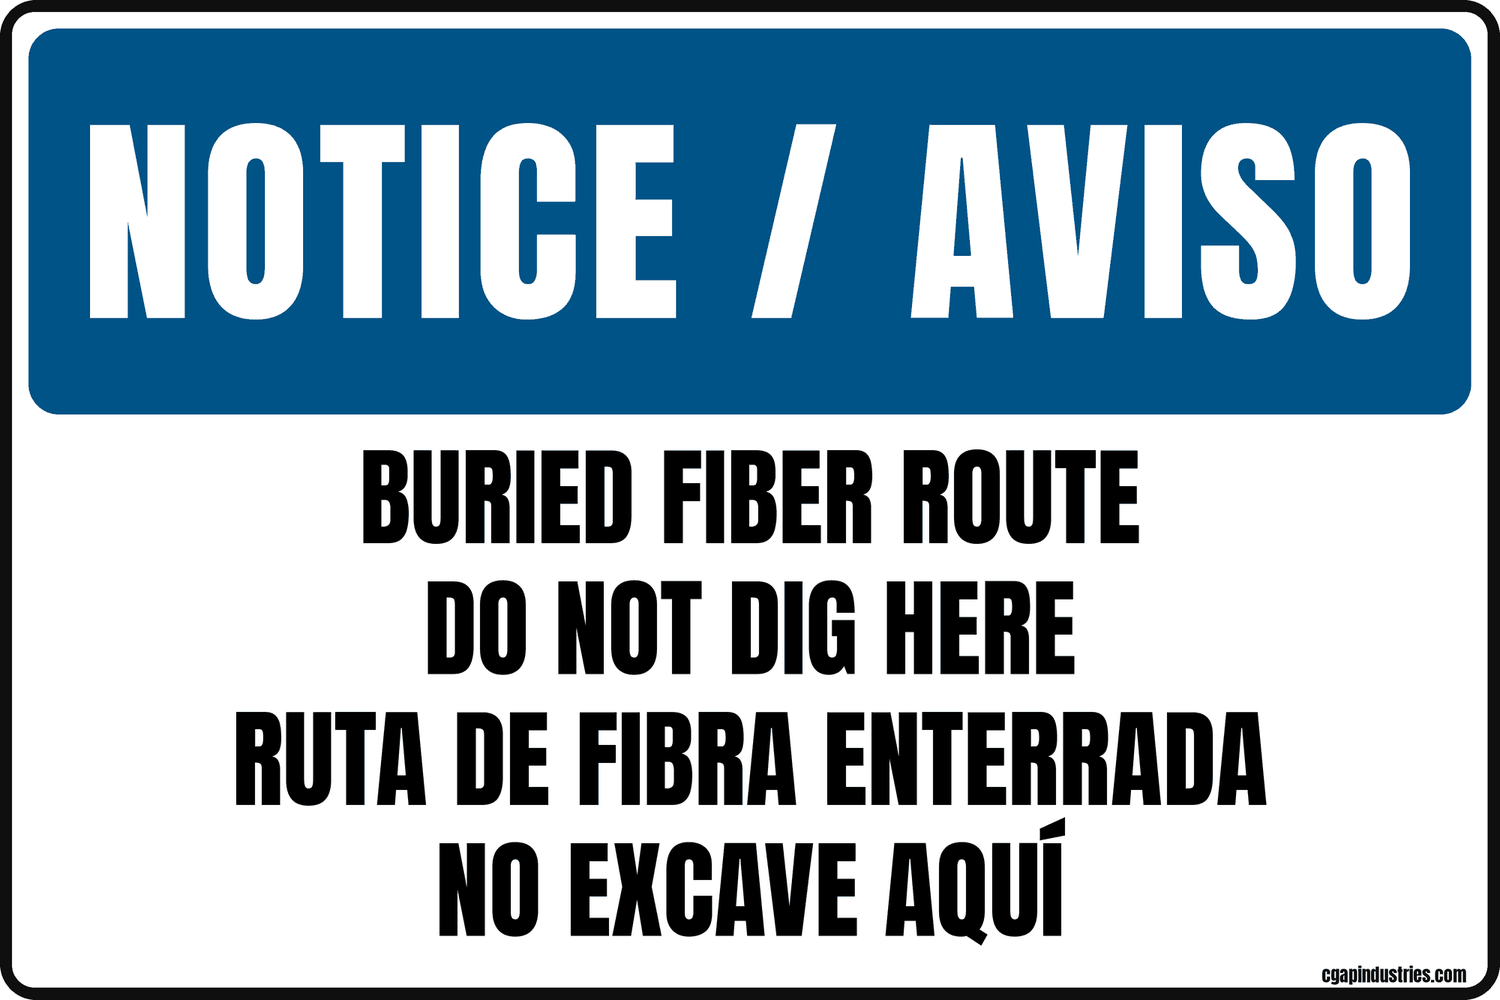 NOTICE / AVISO
BURIED FIBER ROUTE
DO NOT DIG HERE
RUTA DE FIBRA ENTERRADA
NO EXCAVE AQUÍ
cgapindustries.com